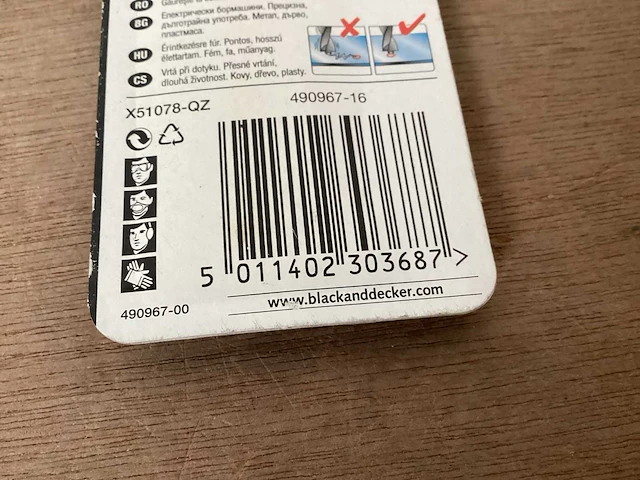 RO
BG Електрически бормашини. Прецизна,
дълготрайна употреба. Метал, дърво,
пластмаса.
HU Érintkezésre fúr. Pontos, hosszú
élettartam. Fém, fa, műanyag.
CS Vrtá při dotyku. Přesné vrtání,
dlouhá životnost. Kovy, dřevo, plasty.
X51078-QZ
490967-16
5 011402 303687 >
www.blackanddecker.com
490967-00